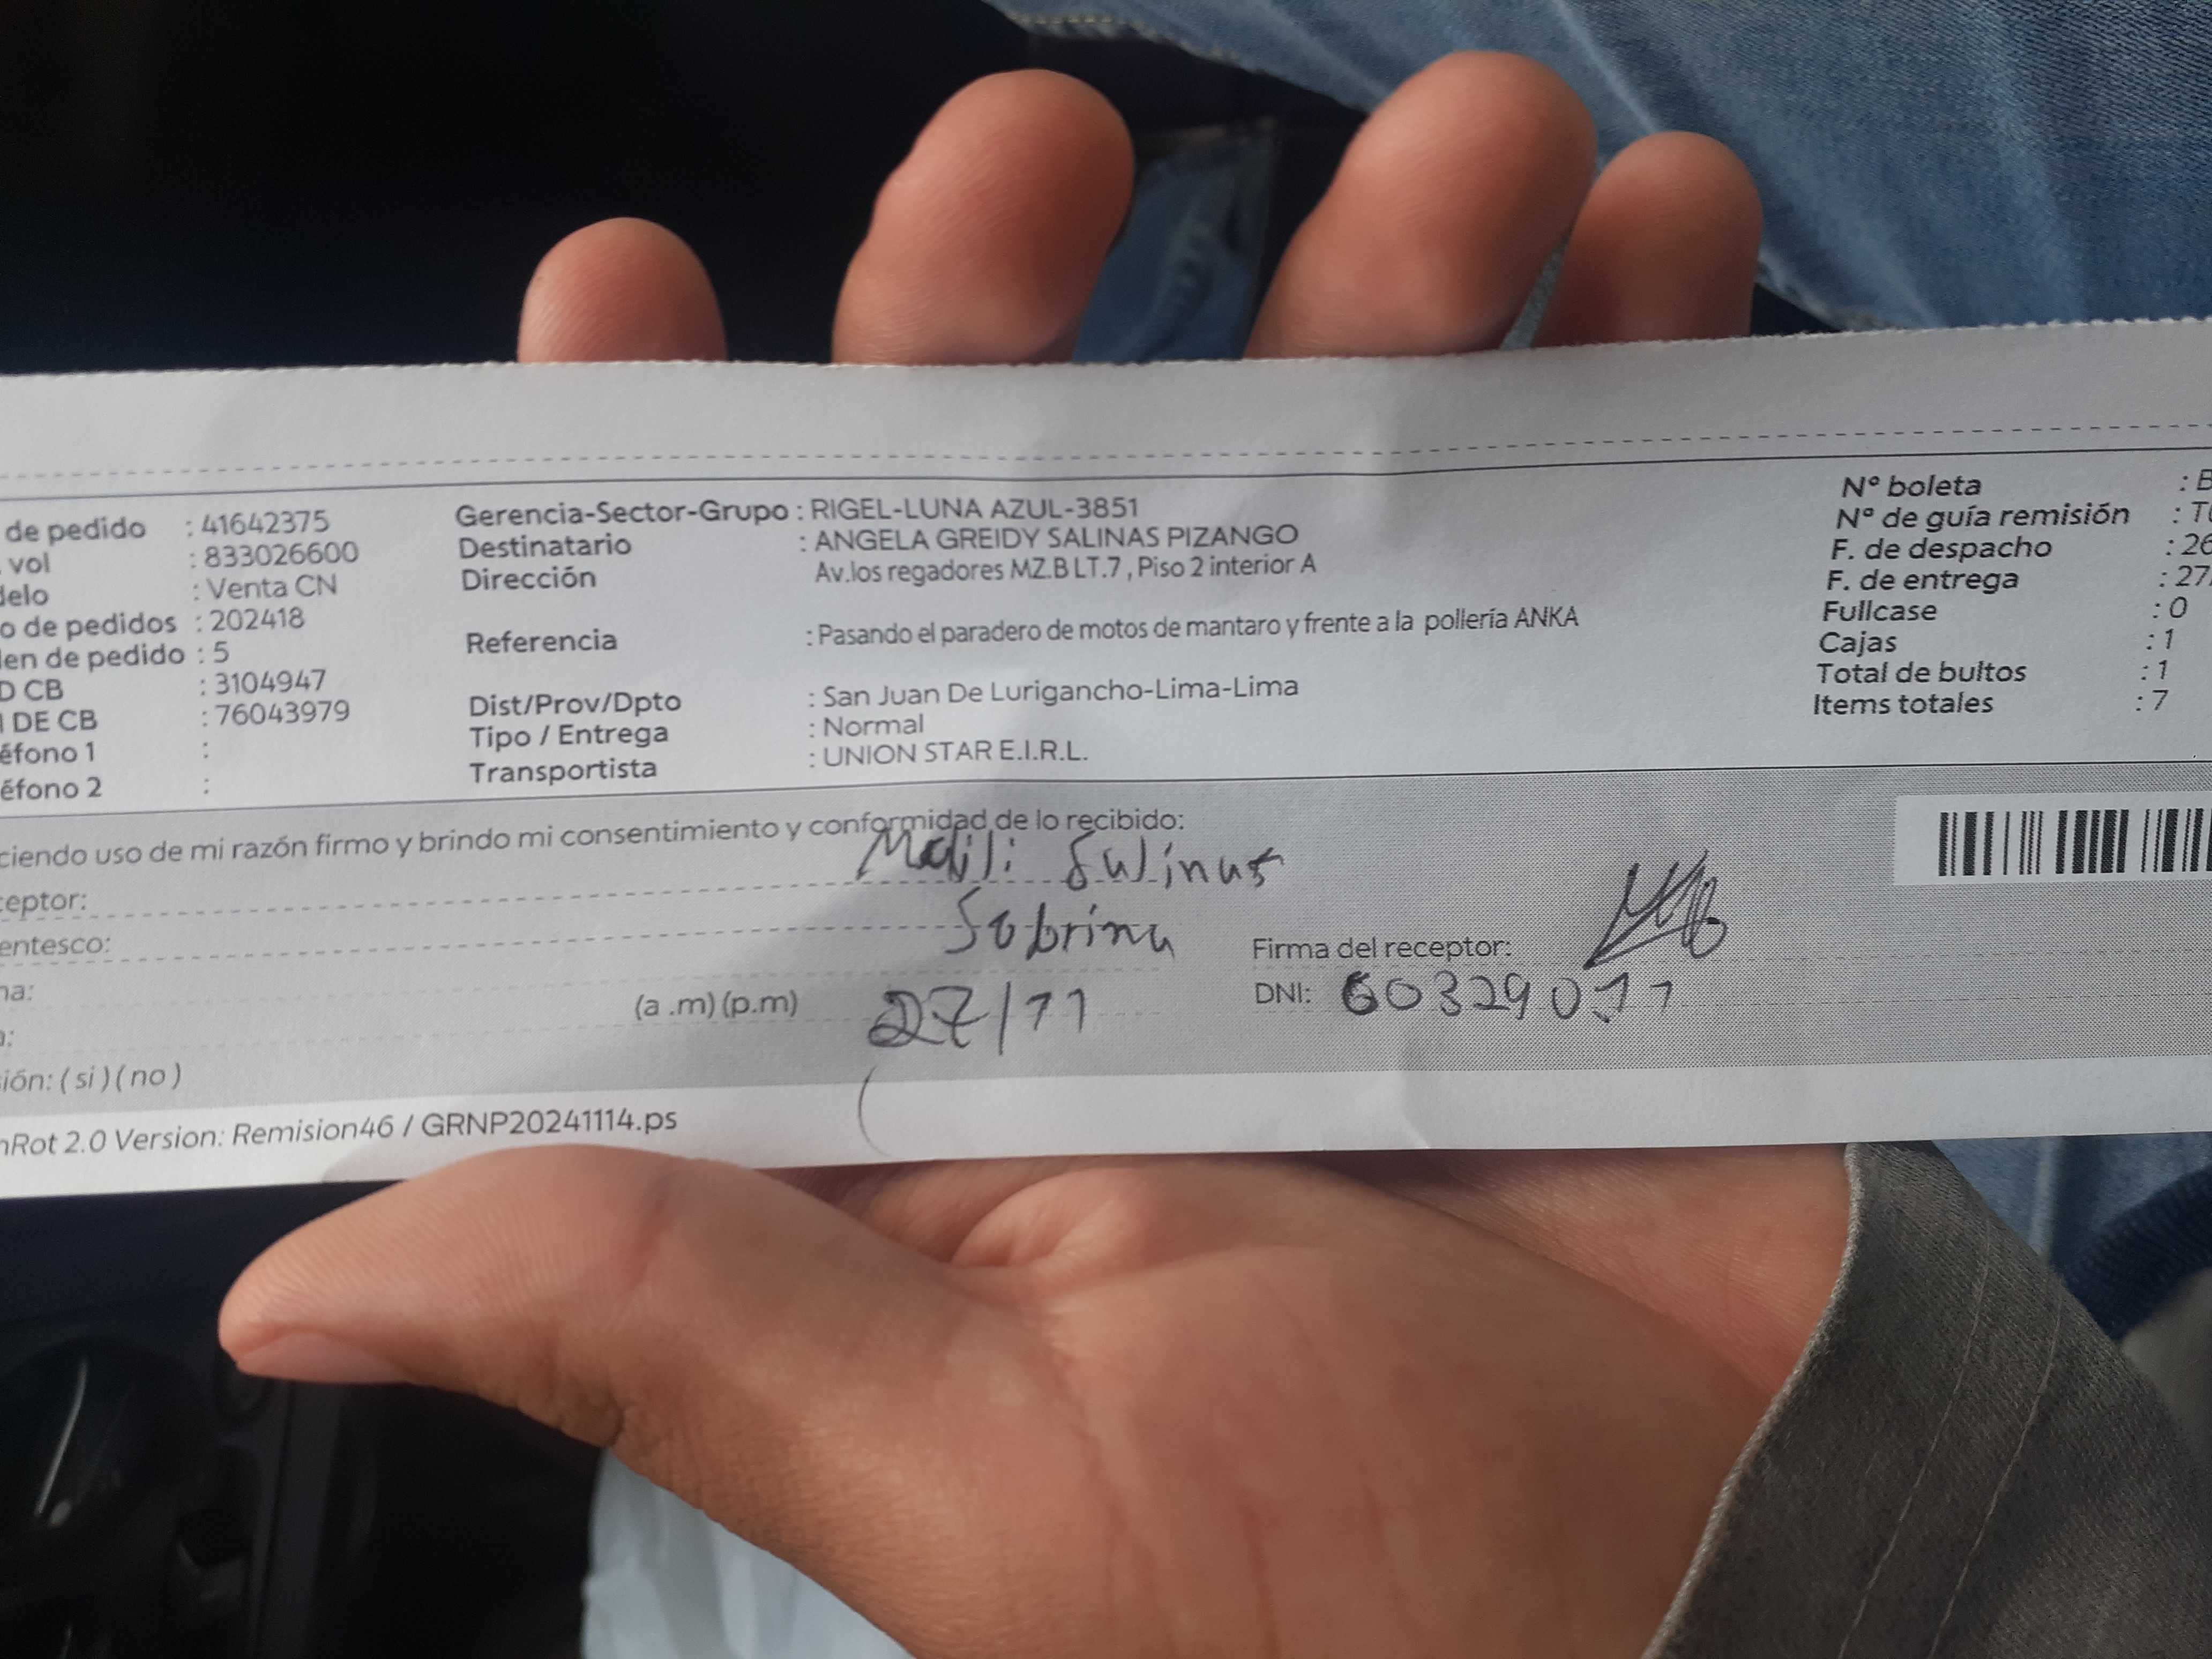 de pedido : 41642375
vol : 833026600
delo : Venta CN
o de pedidos : 202418
den de pedido : 5
D CB : 3104947
I DE CB : 76043979
éfono 1 :
éfono 2 :
Gerencia-Sector-Grupo : RIGEL-LUNA AZUL-3851
Destinatario : ANGELA GREIDY SALINAS PIZANGO
Dirección Av.los regadores MZ.B LT.7 , Piso 2 interior A
Referencia : Pasando el paradero de motos de mantaro y frente a la pollería ANKA
Dist/Prov/Dpto : San Juan De Lurigancho-Lima-Lima
Tipo / Entrega : Normal
Transportista : UNION STAR E.I.R.L.
N° boleta : B
N° de guía remisión : T
F. de despacho : 26
F. de entrega : 27
Fullcase : 0
Cajas : 1
Total de bultos : 1
Items totales : 7
ciendo uso de mi razón firmo y brindo mi consentimiento y conformidad de lo recibido:
ceptor: Salinas
entesco: Sobrina
Firma del receptor:
na: (a .m) (p.m) 27/11
DNI: 60329011
a:
ión: ( si ) ( no )
nRot 2.0 Version: Remision46 / GRNP20241114.ps